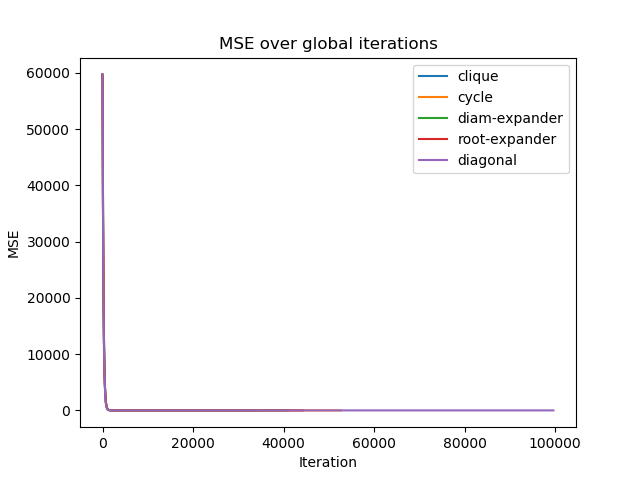 MSE over global iterations
60000
50000
40000
30000
20000
10000
0
MSE
clique
cycle
diam-expander
root-expander
diagonal
0 20000 40000 60000 80000 100000
Iteration